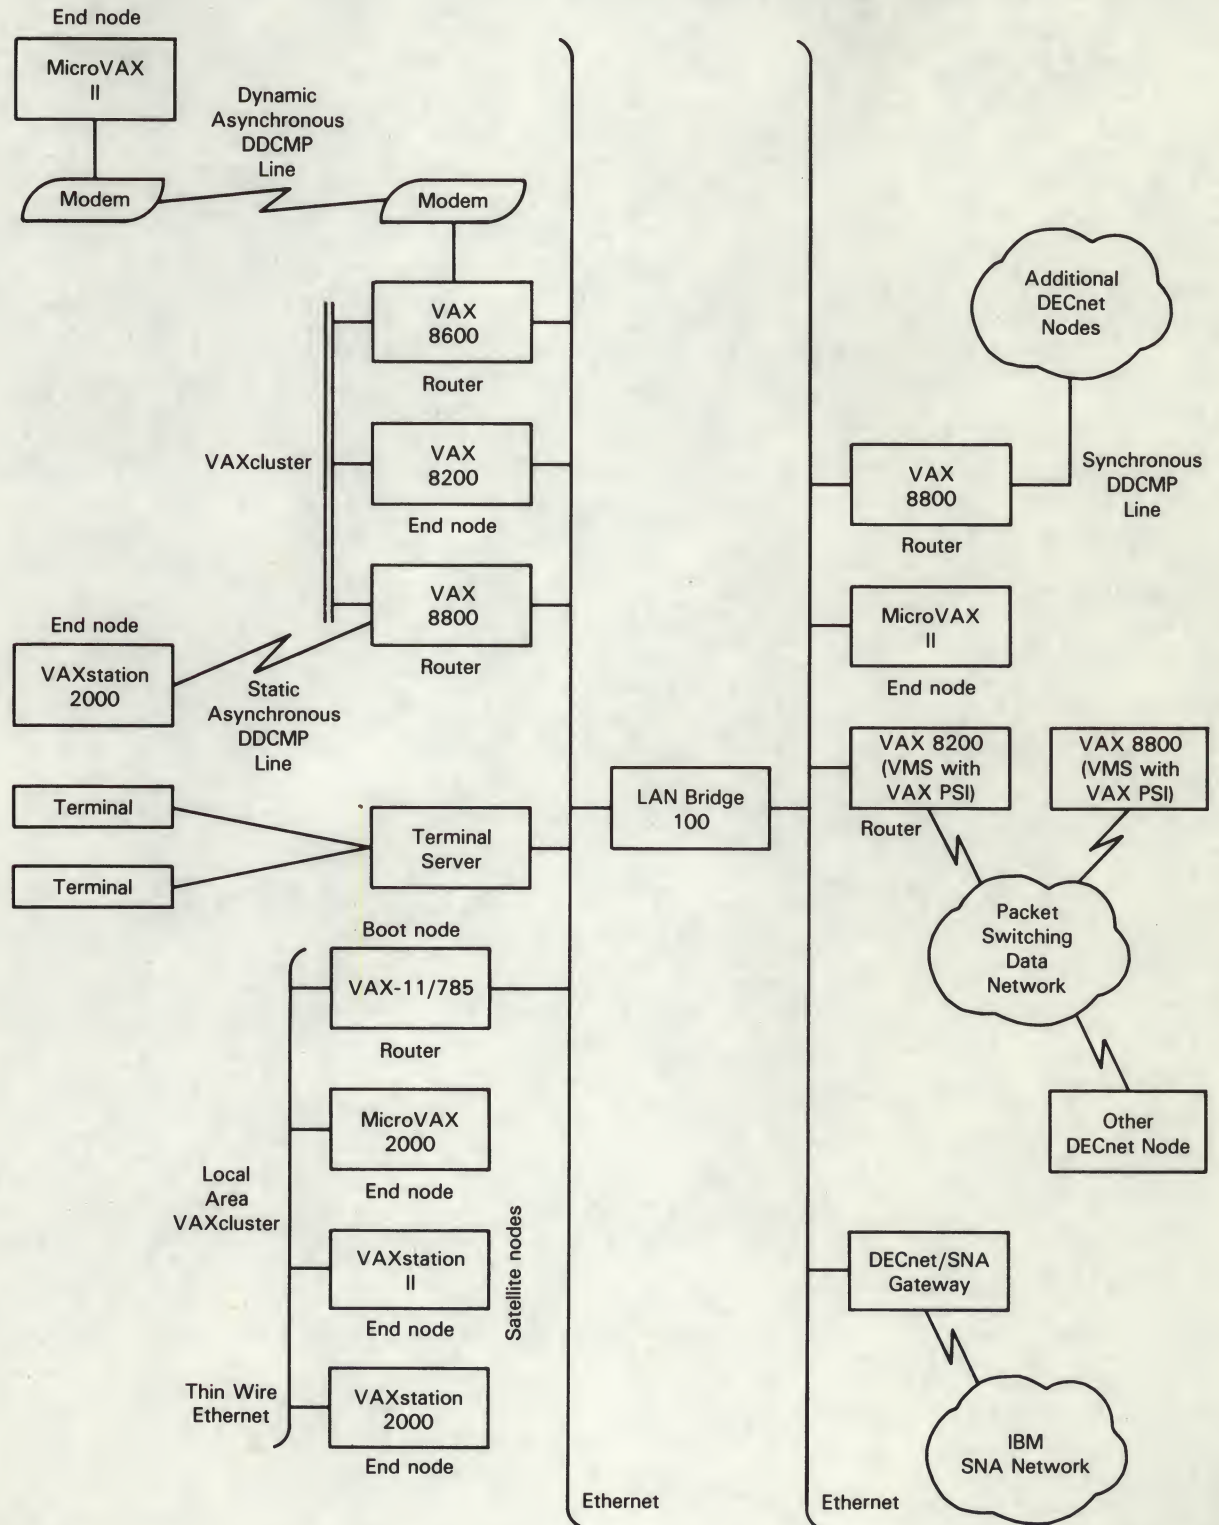 End node
MicroVAX
II
Dynamic
Asynchronous
DDCMP
Line
Modem
Modem
VAX
8600
Router
VAXcluster
VAX
8200
End node
VAX
8800
Router
End node
VAXstation
2000
Static
Asynchronous
DDCMP
Line
Terminal
Terminal
Terminal
Server
Boot node
VAX-11/785
Router
MicroVAX
2000
End node
Local
Area
VAXcluster
VAXstation
II
End node
Satellite nodes
Thin Wire
Ethernet
VAXstation
2000
End node
Ethernet
LAN Bridge
100
Additional
DECnet
Nodes
VAX
8800
Router
Synchronous
DDCMP
Line
MicroVAX
II
End node
VAX 8200
(VMS with
VAX PSI)
Router
VAX 8800
(VMS with
VAX PSI)
Packet
Switching
Data
Network
Other
DECnet Node
DECnet/SNA
Gateway
IBM
SNA Network
Ethernet